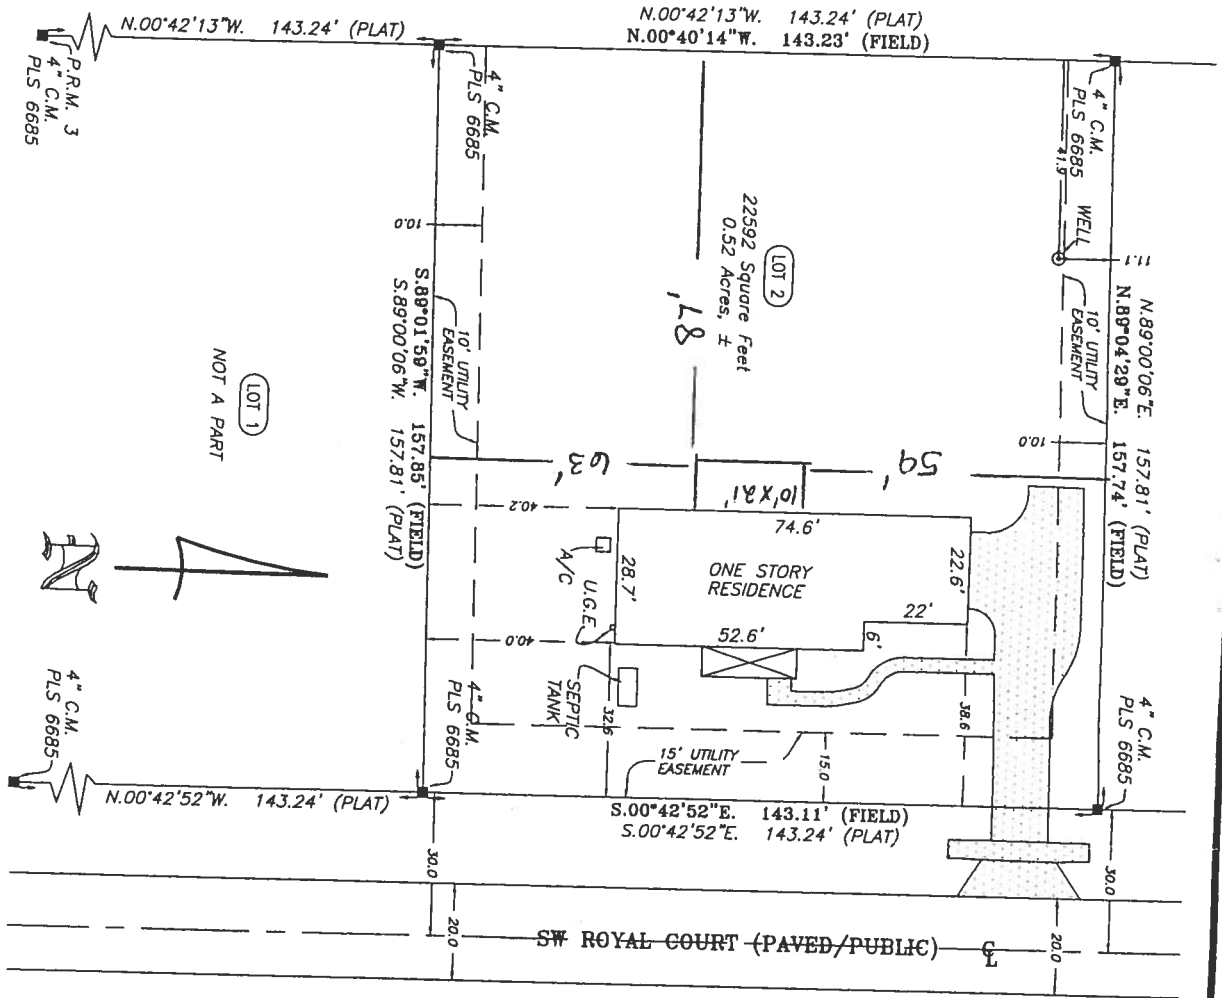 N.00°42'13"W. 143.24' (PLAT)
N.00°42'13"W. 143.24' (PLAT)
N.00°40'14"W. 143.23' (FIELD)
P.R.M. 3
4" C.M.
PLS 6685
4" C.M.
PLS 6685
4" C.M.
PLS 6685
41.9
WELL
11.1
10.0
22592 Square Feet
0.52 Acres, ±
LOT 2
87'
N.89°00'06"E. 157.81' (PLAT)
N.89°04'29"E. 157.74' (FIELD)
10' UTILITY
EASEMENT
10.0
S.89°01'59"W. 157.85' (FIELD)
S.89°00'06"W. 157.81' (PLAT)
10' UTILITY
EASEMENT
LOT 1
NOT A PART
63'
59'
10'X21'
40.2
74.6'
A/C
28.7'
ONE STORY
RESIDENCE
22.6'
22'
U.G.E.
40.0
52.6'
6'
N
SEPTIC
TANK
32.6
38.6
4" C.M.
PLS 6685
4" C.M.
PLS 6685
4" C.M.
PLS 6685
15' UTILITY
EASEMENT
15.0
N.00°42'52"W. 143.24' (PLAT)
S.00°42'52"E. 143.11' (FIELD)
S.00°42'52"E. 143.24' (PLAT)
30.0
30.0
20.0
20.0
SW ROYAL COURT (PAVED/PUBLIC)
CL